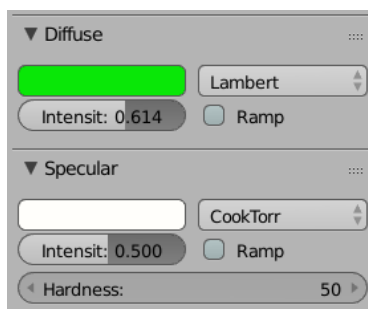 Diffuse
Lambert
Intensit: 0.614 Ramp
Specular
CookTorr
Intensit: 0.500 Ramp
Hardness: 50